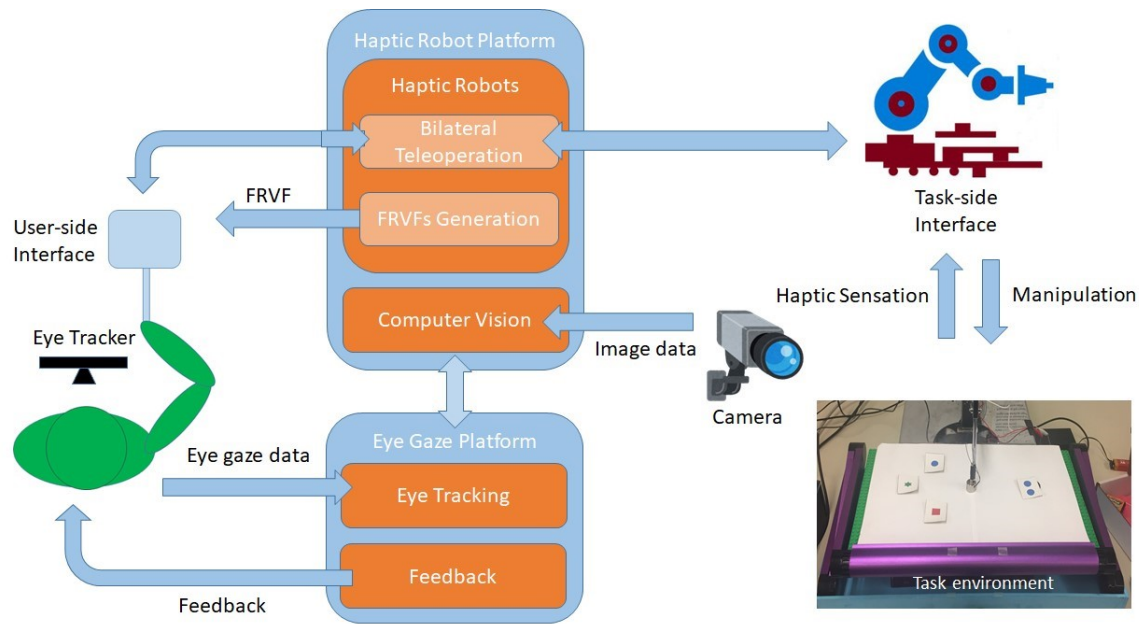 Haptic Robot Platform
Haptic Robots
Bilateral
Teleoperation
FRVF
FRVFs Generation
Task-side
Interface
User-side
Interface
Haptic Sensation
Manipulation
Computer Vision
Eye Tracker
Image data
Camera
Eye Gaze Platform
Eye gaze data
Eye Tracking
Feedback
Task environment
Feedback